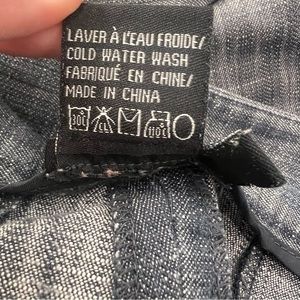 LAVER À L'EAU FROIDE/
COLD WATER WASH
FABRIQUÉ EN CHINE/
MADE IN CHINA